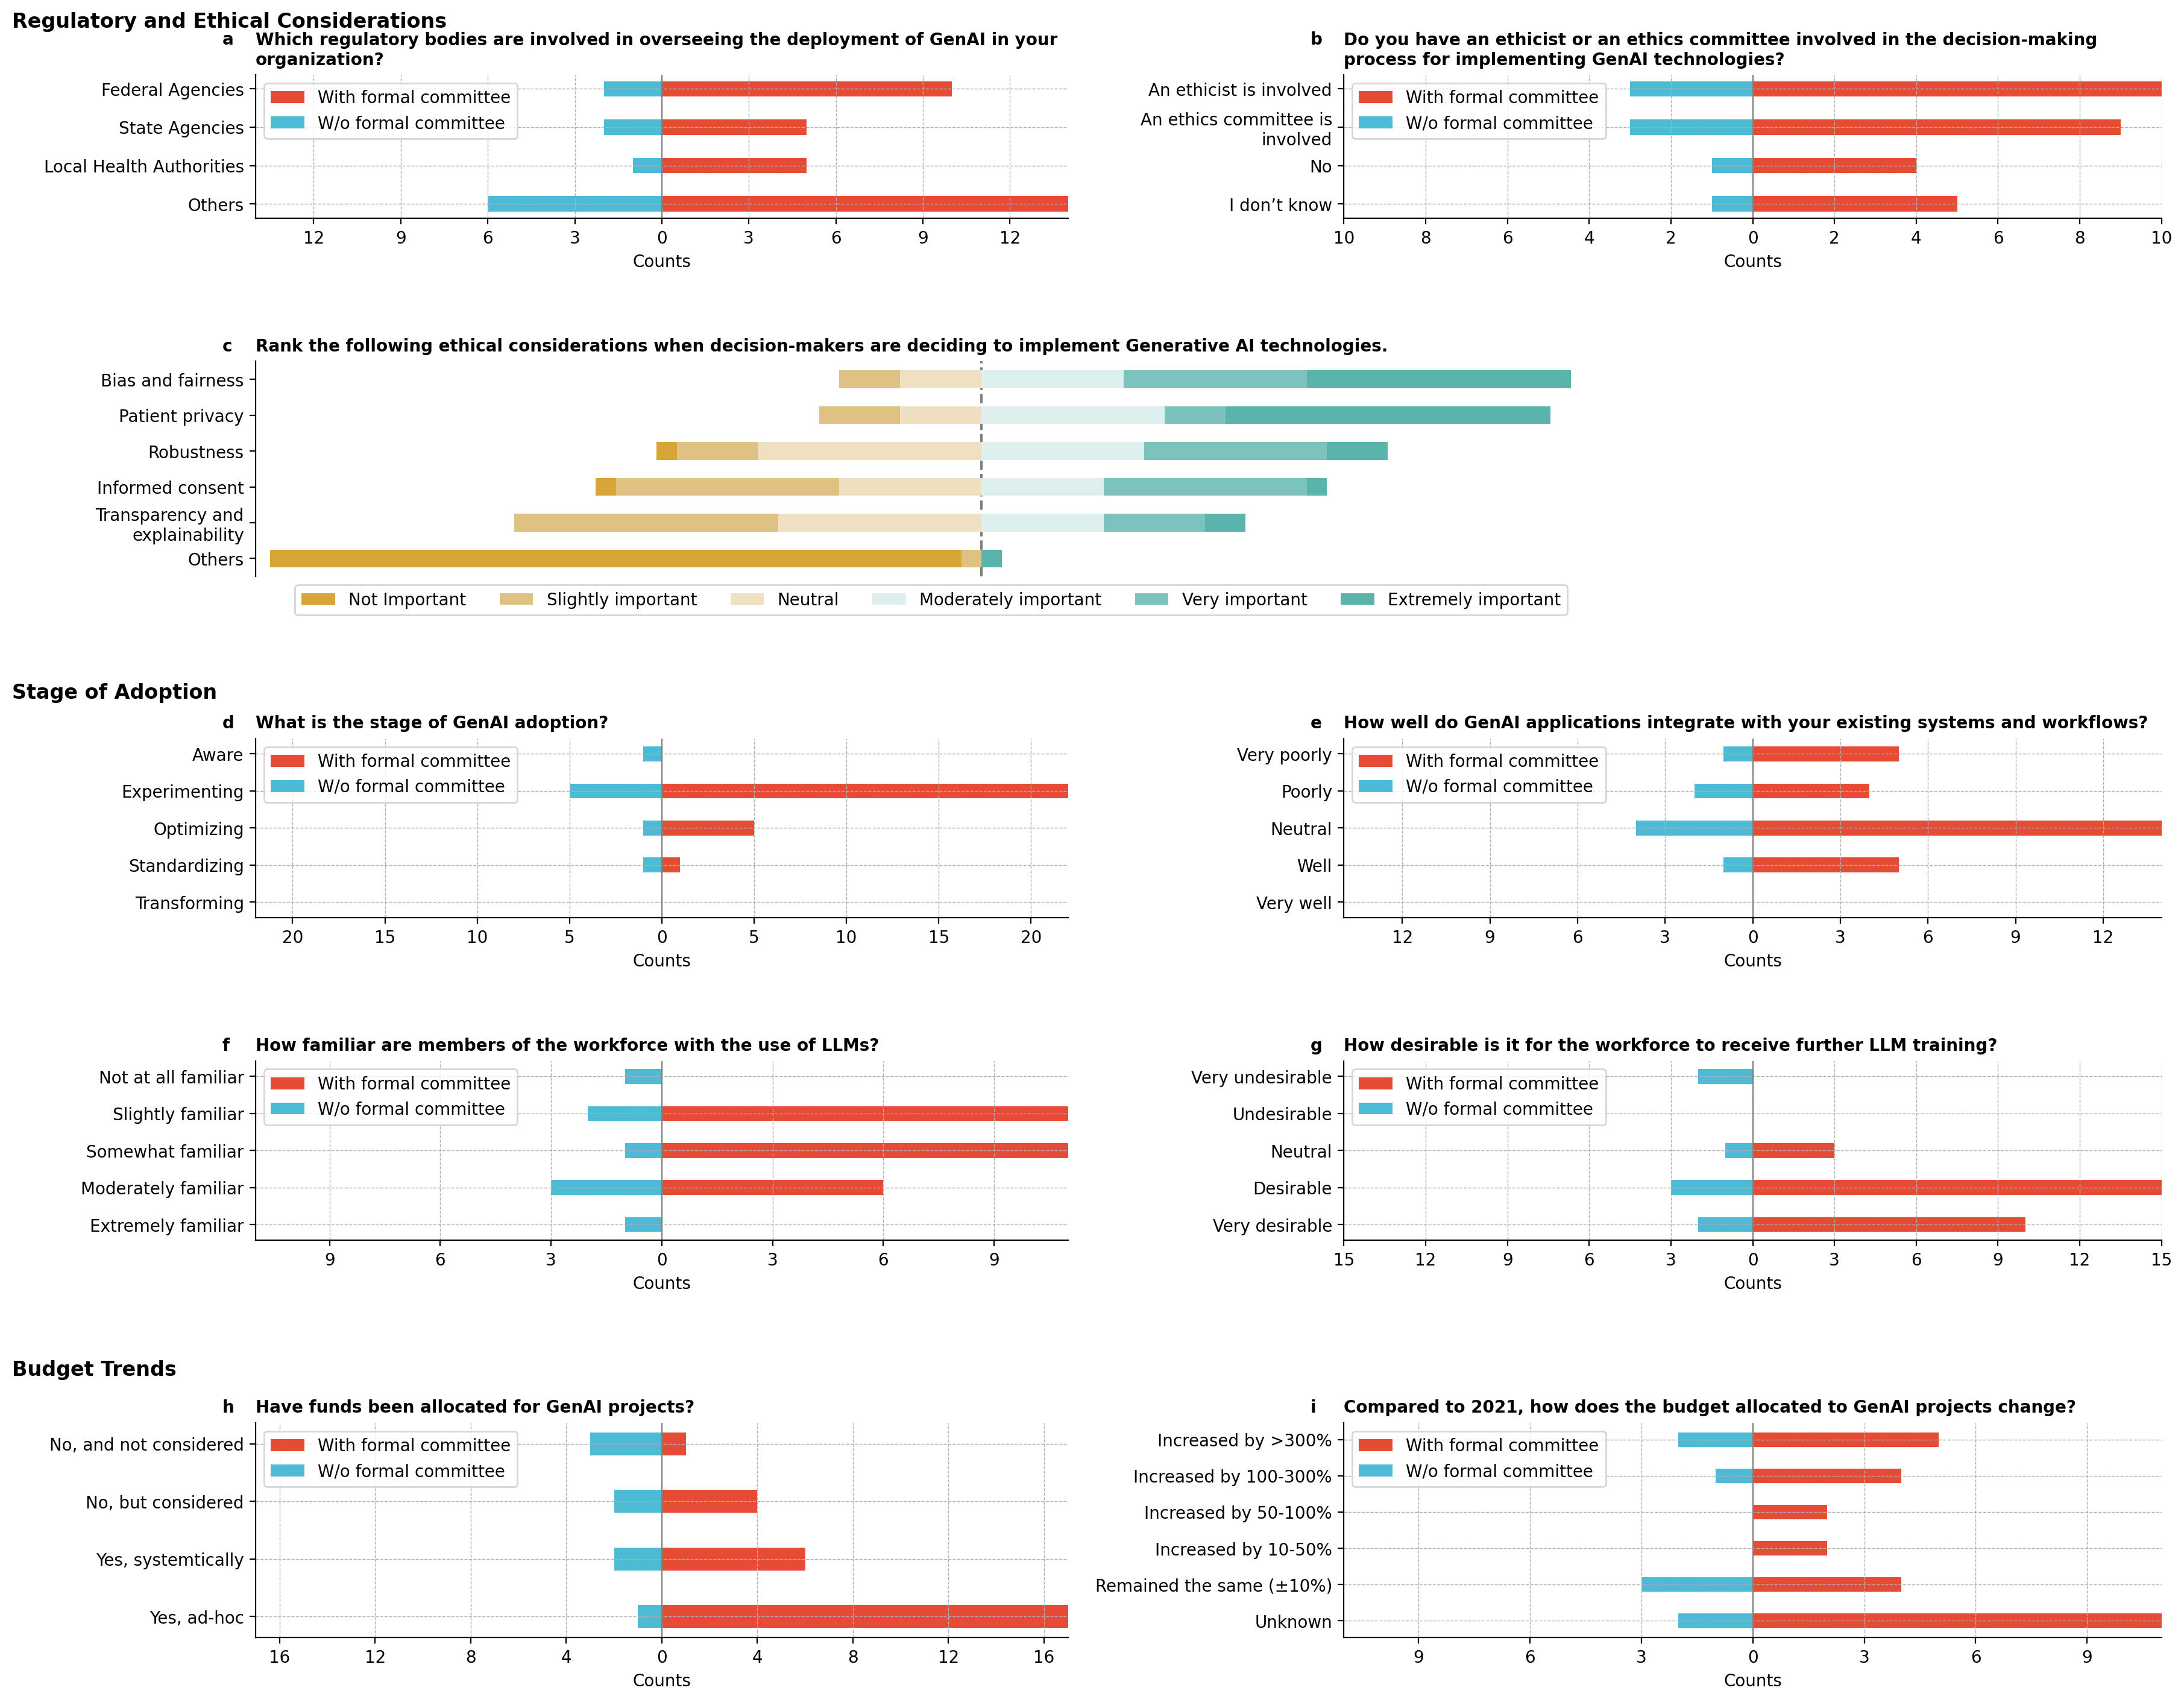 Regulatory and Ethical Considerations
a Which regulatory bodies are involved in overseeing the deployment of GenAI in your
organization?
Federal Agencies
State Agencies
Local Health Authorities
Others
With formal committee
W/o formal committee
12 9 6 3 0 3 6 9 12
Counts
b Do you have an ethicist or an ethics committee involved in the decision-making
process for implementing GenAI technologies?
An ethicist is involved
An ethics committee is
involved
No
I don’t know
With formal committee
W/o formal committee
10 8 6 4 2 0 2 4 6 8 10
Counts
c Rank the following ethical considerations when decision-makers are deciding to implement Generative AI technologies.
Bias and fairness
Patient privacy
Robustness
Informed consent
Transparency and
explainability
Others
Not Important Slightly important Neutral Moderately important Very important Extremely important
Stage of Adoption
d What is the stage of GenAI adoption?
Aware
Experimenting
Optimizing
Standardizing
Transforming
With formal committee
W/o formal committee
20 15 10 5 0 5 10 15 20
Counts
e How well do GenAI applications integrate with your existing systems and workflows?
Very poorly
Poorly
Neutral
Well
Very well
With formal committee
W/o formal committee
12 9 6 3 0 3 6 9 12
Counts
f How familiar are members of the workforce with the use of LLMs?
Not at all familiar
Slightly familiar
Somewhat familiar
Moderately familiar
Extremely familiar
With formal committee
W/o formal committee
9 6 3 0 3 6 9
Counts
g How desirable is it for the workforce to receive further LLM training?
Very undesirable
Undesirable
Neutral
Desirable
Very desirable
With formal committee
W/o formal committee
15 12 9 6 3 0 3 6 9 12 15
Counts
Budget Trends
h Have funds been allocated for GenAI projects?
No, and not considered
No, but considered
Yes, systemtically
Yes, ad-hoc
With formal committee
W/o formal committee
16 12 8 4 0 4 8 12 16
Counts
i Compared to 2021, how does the budget allocated to GenAI projects change?
Increased by >300%
Increased by 100-300%
Increased by 50-100%
Increased by 10-50%
Remained the same (±10%)
Unknown
With formal committee
W/o formal committee
9 6 3 0 3 6 9
Counts